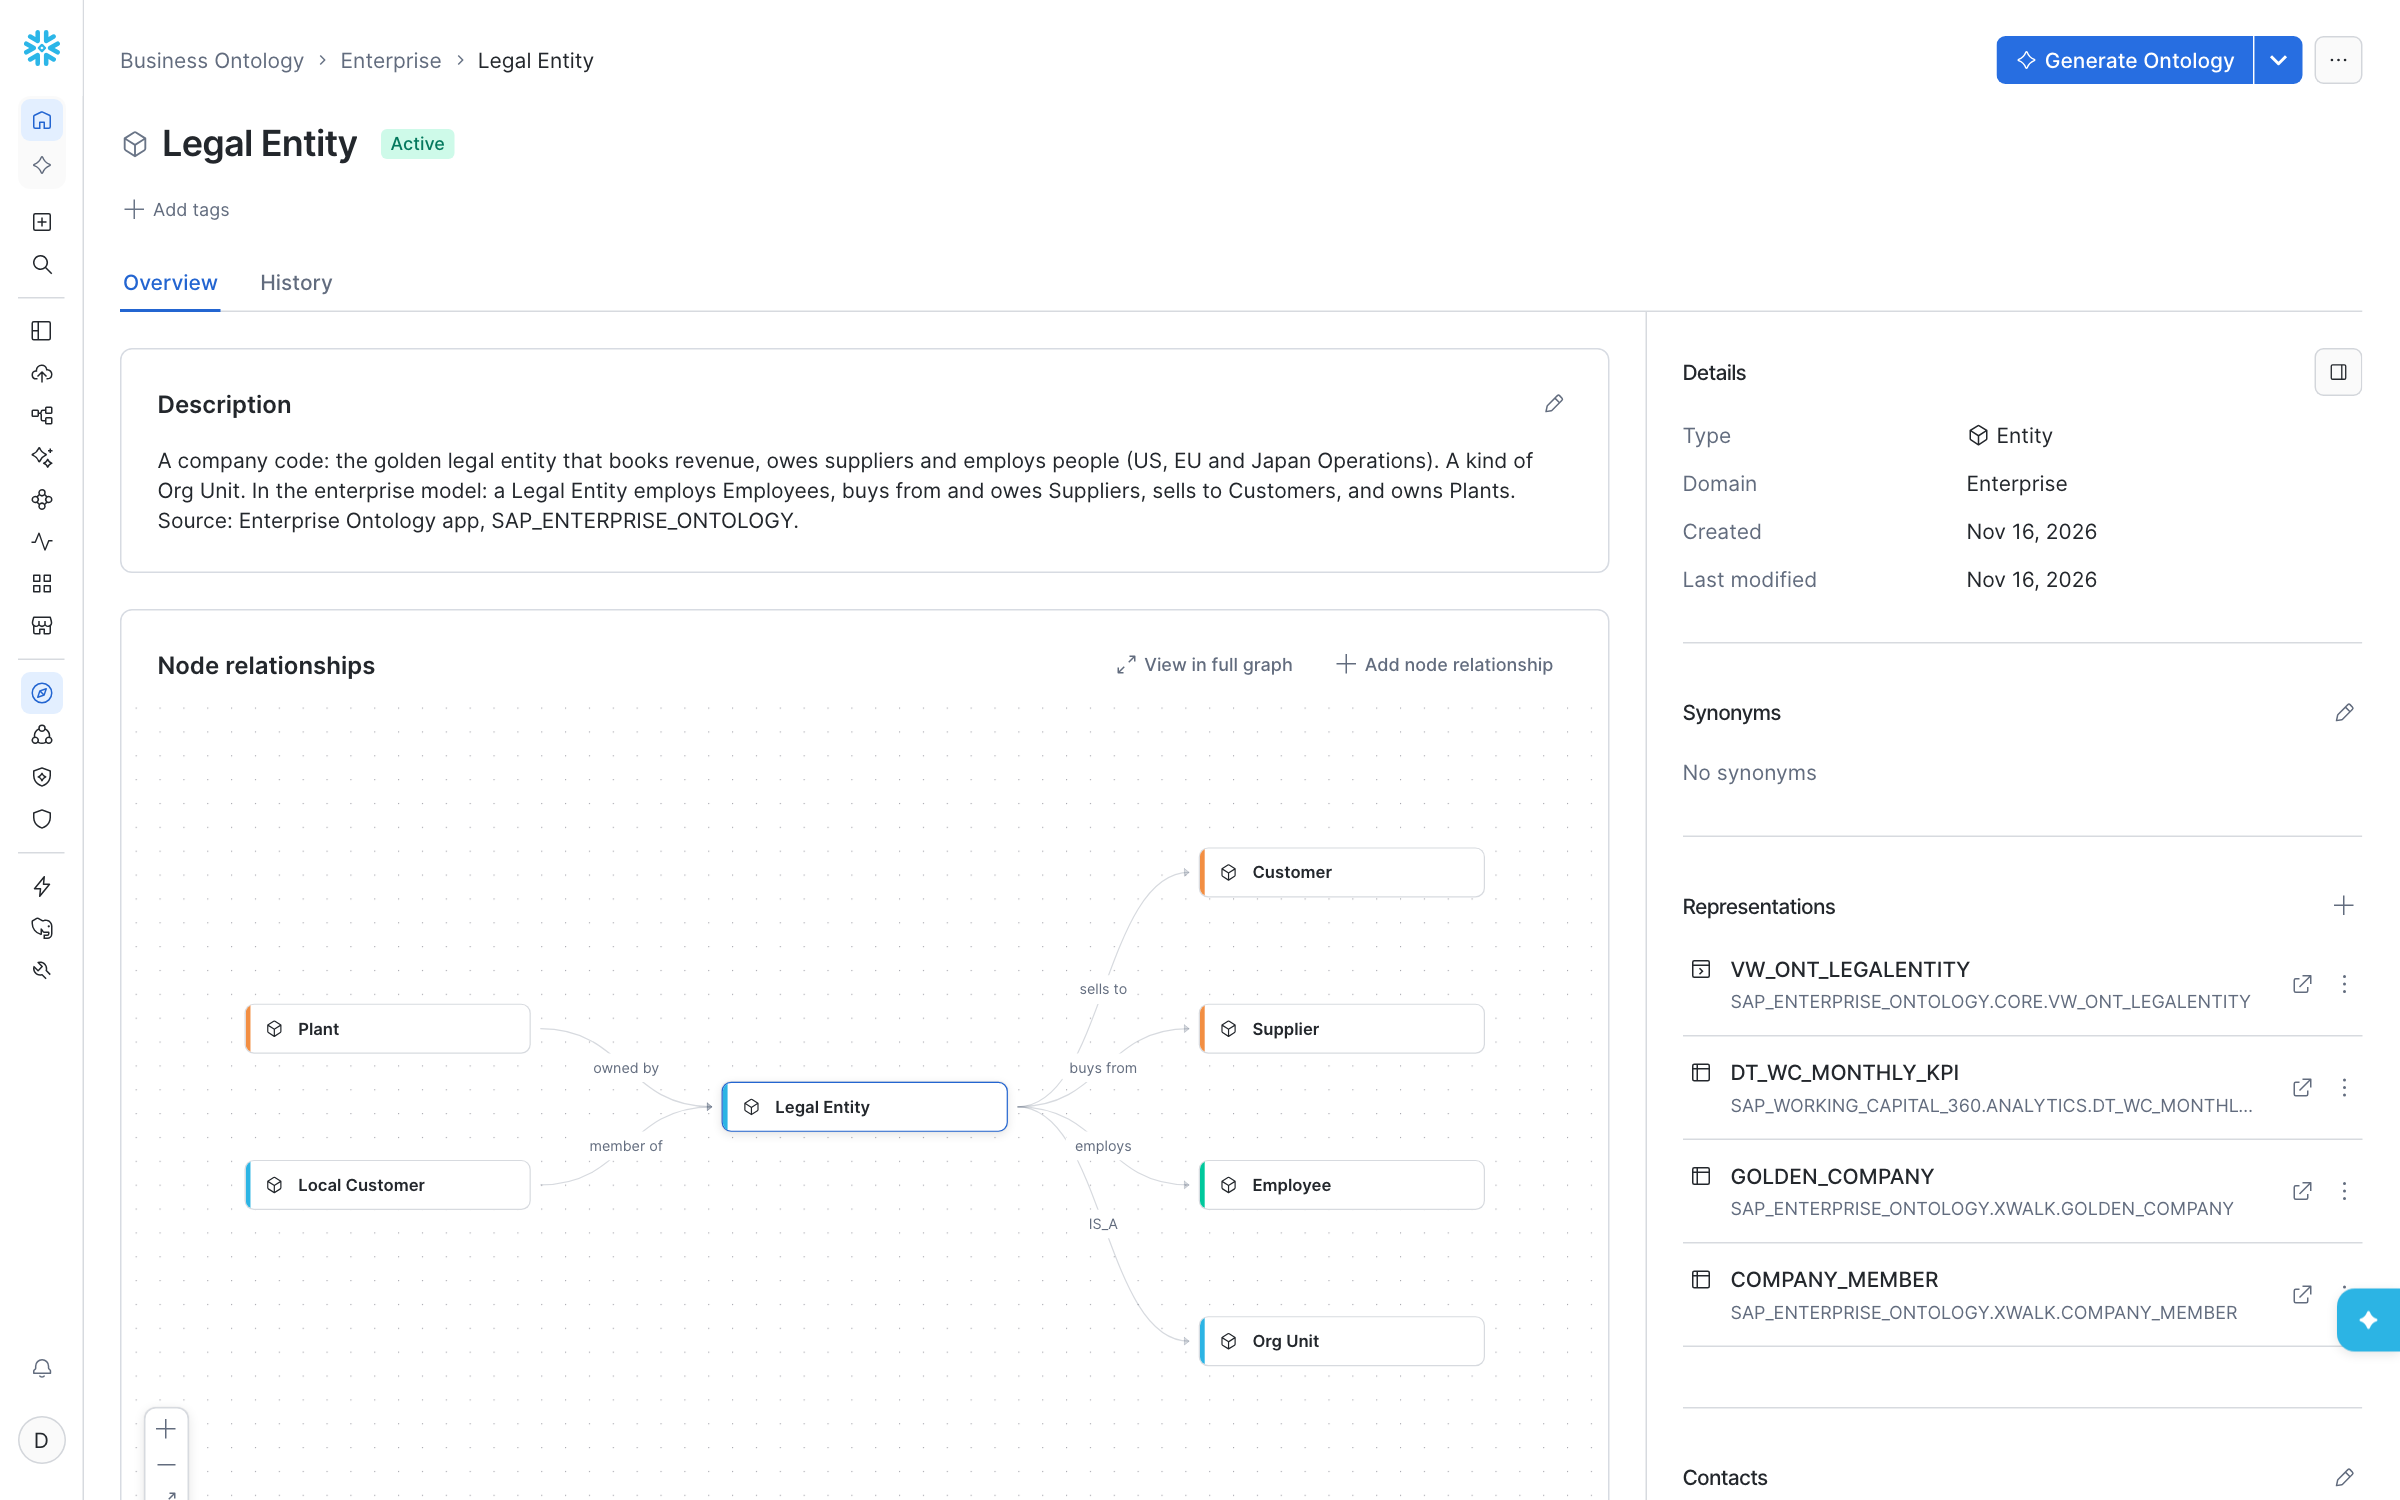 Business Ontology > Enterprise > Legal Entity
Generate Ontology
Legal Entity
Active
Add tags
Overview
History
Description
A company code: the golden legal entity that books revenue, owes suppliers and employs people (US, EU and Japan Operations). A kind of
Org Unit. In the enterprise model: a Legal Entity employs Employees, buys from and owes Suppliers, sells to Customers, and owns Plants.
Source: Enterprise Ontology app, SAP_ENTERPRISE_ONTOLOGY.
Node relationships
View in full graph
Add node relationship
Customer
sells to
Plant
Supplier
owned by
buys from
Legal Entity
member of
employs
Local Customer
Employee
IS_A
Org Unit
D
Details
Type
Entity
Domain
Enterprise
Created
Nov 16, 2026
Last modified
Nov 16, 2026
Synonyms
No synonyms
Representations
VW_ONT_LEGALENTITY
SAP_ENTERPRISE_ONTOLOGY.CORE.VW_ONT_LEGALENTITY
DT_WC_MONTHLY_KPI
SAP_WORKING_CAPITAL_360.ANALYTICS.DT_WC_MONTHL...
GOLDEN_COMPANY
SAP_ENTERPRISE_ONTOLOGY.XWALK.GOLDEN_COMPANY
COMPANY_MEMBER
SAP_ENTERPRISE_ONTOLOGY.XWALK.COMPANY_MEMBER
Contacts